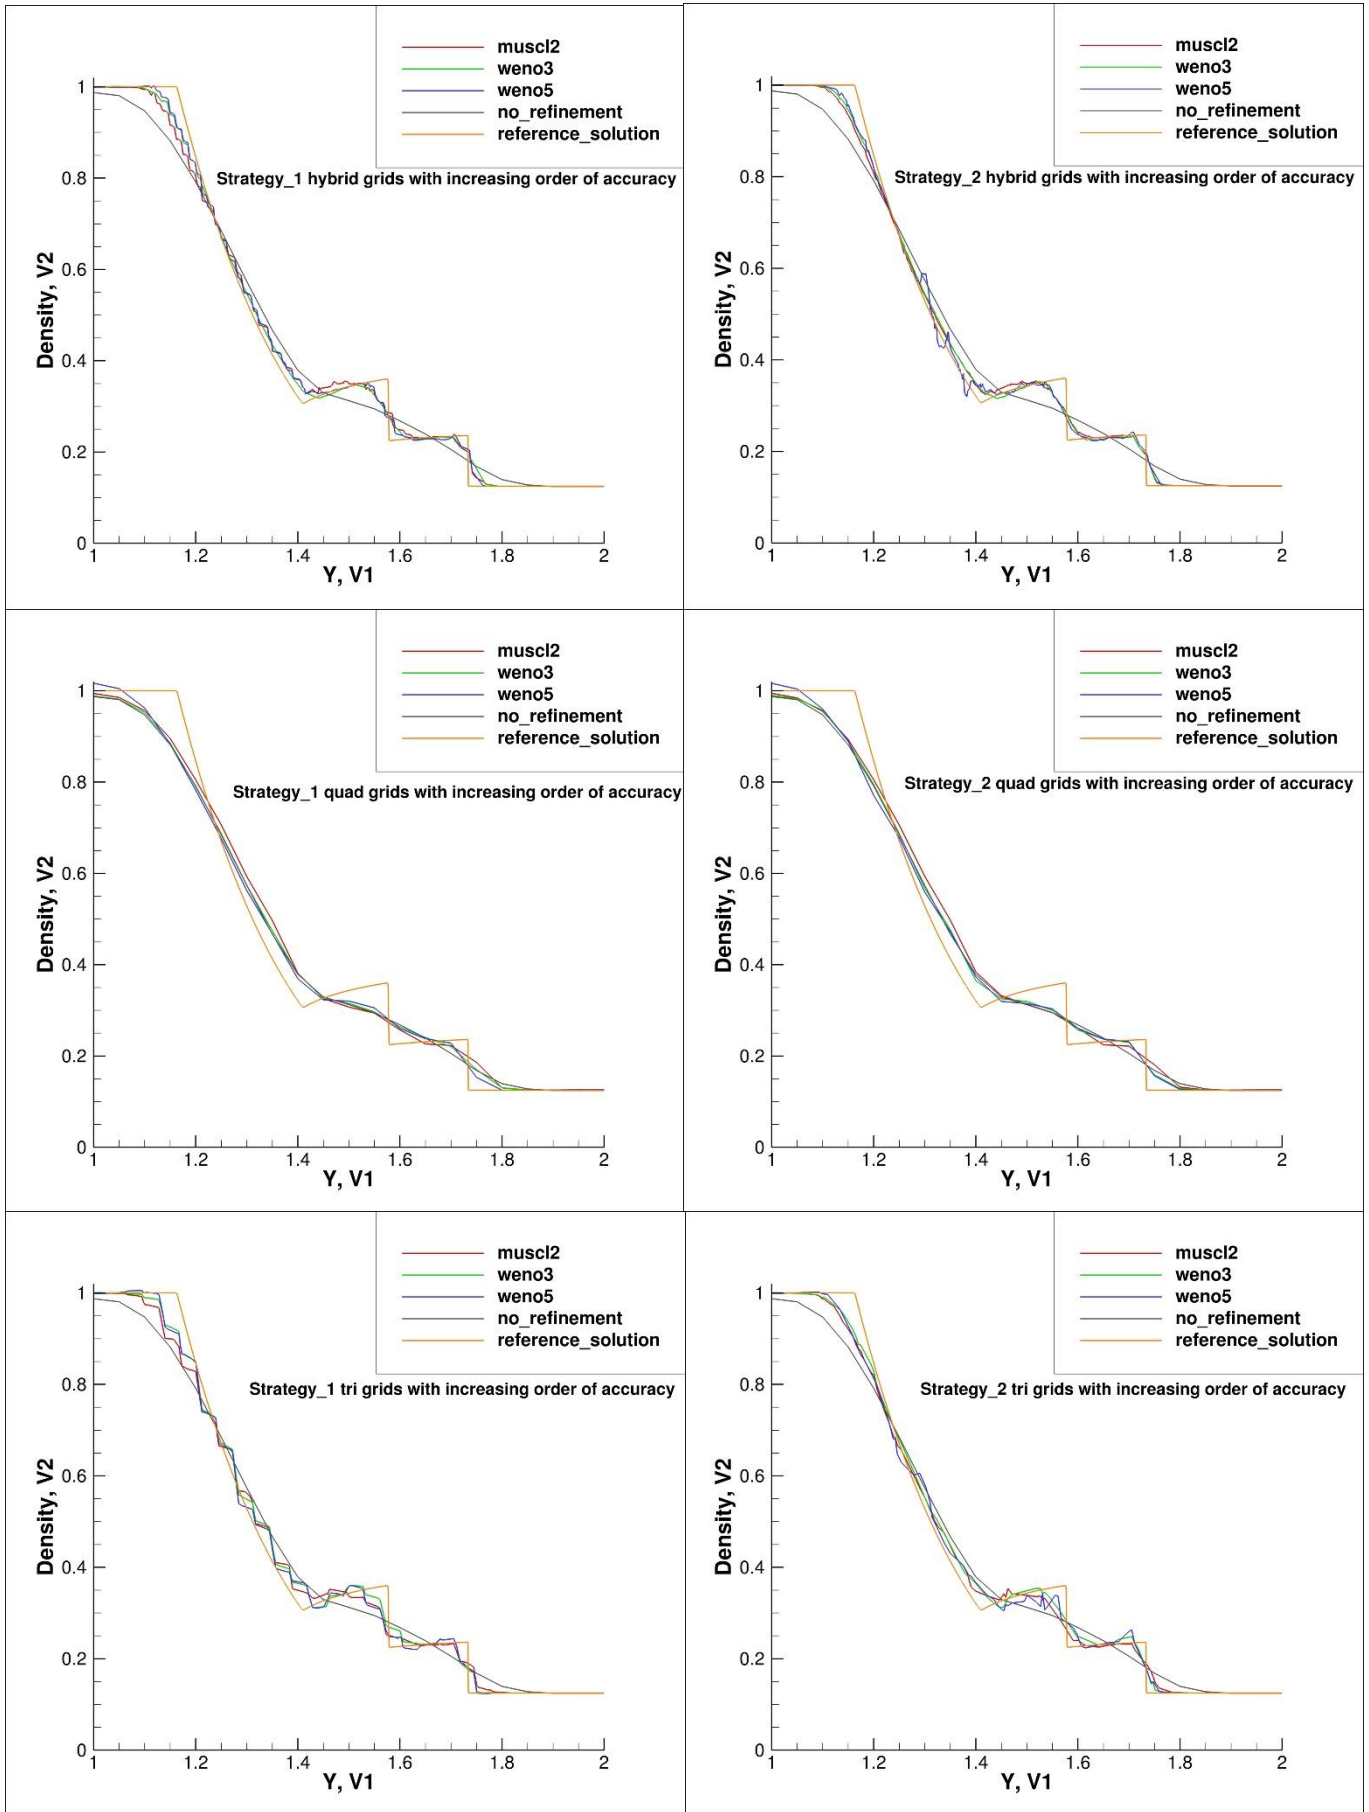 muscl2
weno3
weno5
no_refinement
reference_solution
Strategy_1 hybrid grids with increasing order of accuracy
1
0.8
0.6
0.4
0.2
0
Density, V2
1 1.2 1.4 1.6 1.8 2
Y, V1
muscl2
weno3
weno5
no_refinement
reference_solution
Strategy_2 hybrid grids with increasing order of accuracy
1
0.8
0.6
0.4
0.2
0
Density, V2
1 1.2 1.4 1.6 1.8 2
Y, V1
muscl2
weno3
weno5
no_refinement
reference_solution
Strategy_1 quad grids with increasing order of accuracy
1
0.8
0.6
0.4
0.2
0
Density, V2
1 1.2 1.4 1.6 1.8 2
Y, V1
muscl2
weno3
weno5
no_refinement
reference_solution
Strategy_2 quad grids with increasing order of accuracy
1
0.8
0.6
0.4
0.2
0
Density, V2
1 1.2 1.4 1.6 1.8 2
Y, V1
muscl2
weno3
weno5
no_refinement
reference_solution
Strategy_1 tri grids with increasing order of accuracy
1
0.8
0.6
0.4
0.2
0
Density, V2
1 1.2 1.4 1.6 1.8 2
Y, V1
muscl2
weno3
weno5
no_refinement
reference_solution
Strategy_2 tri grids with increasing order of accuracy
1
0.8
0.6
0.4
0.2
0
Density, V2
1 1.2 1.4 1.6 1.8 2
Y, V1